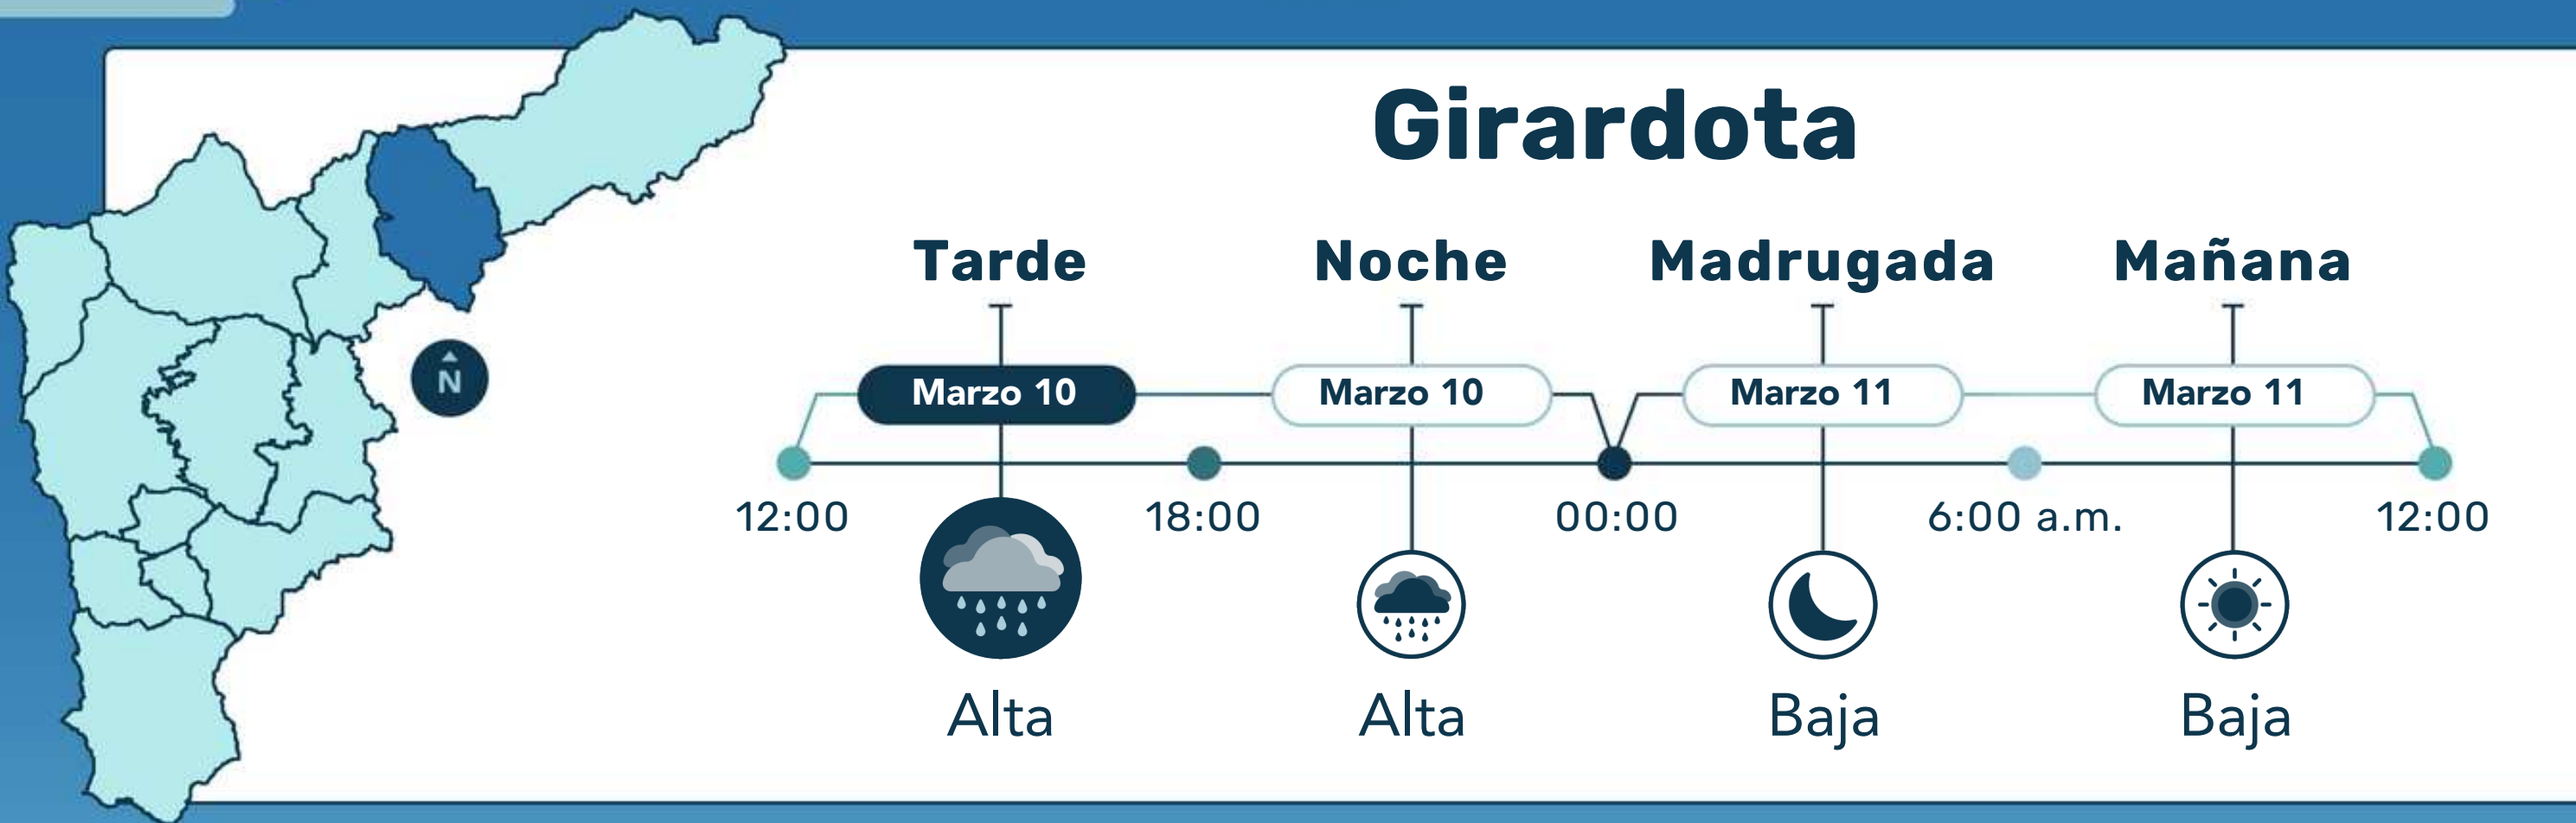 Girardota
Tarde Noche Madrugada Mañana
Marzo 10 Marzo 10 Marzo 11 Marzo 11
N
12:00 18:00 00:00 6:00 a.m. 12:00
Alta Alta Baja Baja